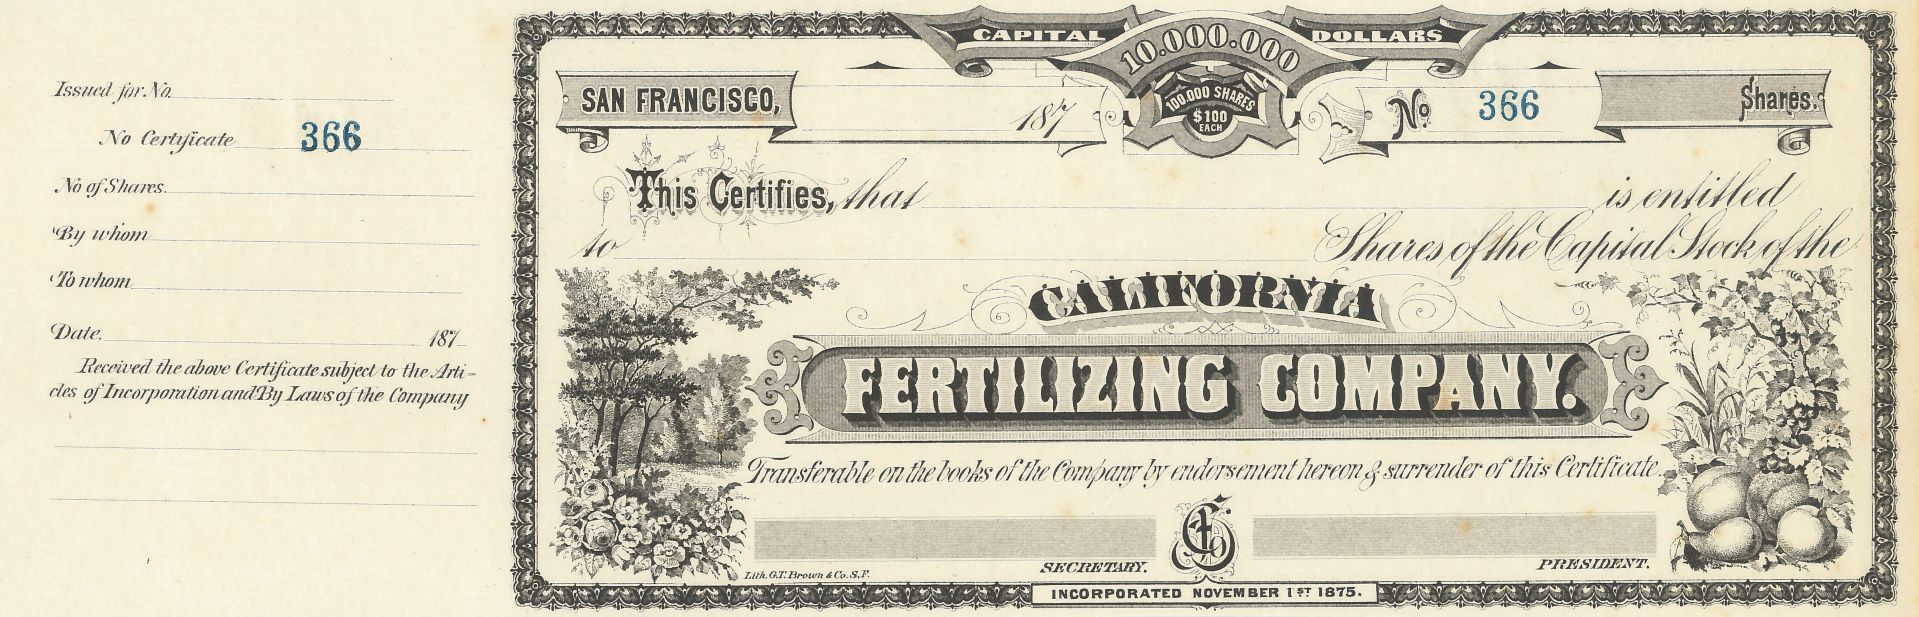 Issued for. No.
No Certificate 366
No of Shares.
By whom
To whom
Date, 187
Received the above Certificate subject to the Arti-
cles of Incorporation and By Laws of the Company
CAPITAL 10.000.000 DOLLARS
100.000 SHARES
$100
EACH
SAN FRANCISCO, 187 No 366 Shares.
This Certifies, that is entitled
to Shares of the Capital Stock of the
CALIFORNIA
FERTILIZING COMPANY.
Transferable on the books of the Company by endorsement hereon & surrender of this Certificate.
CFCo
SECRETARY. PRESIDENT.
Lith. G.T. Brown & Co. S.F.
INCORPORATED NOVEMBER 1ST 1875.